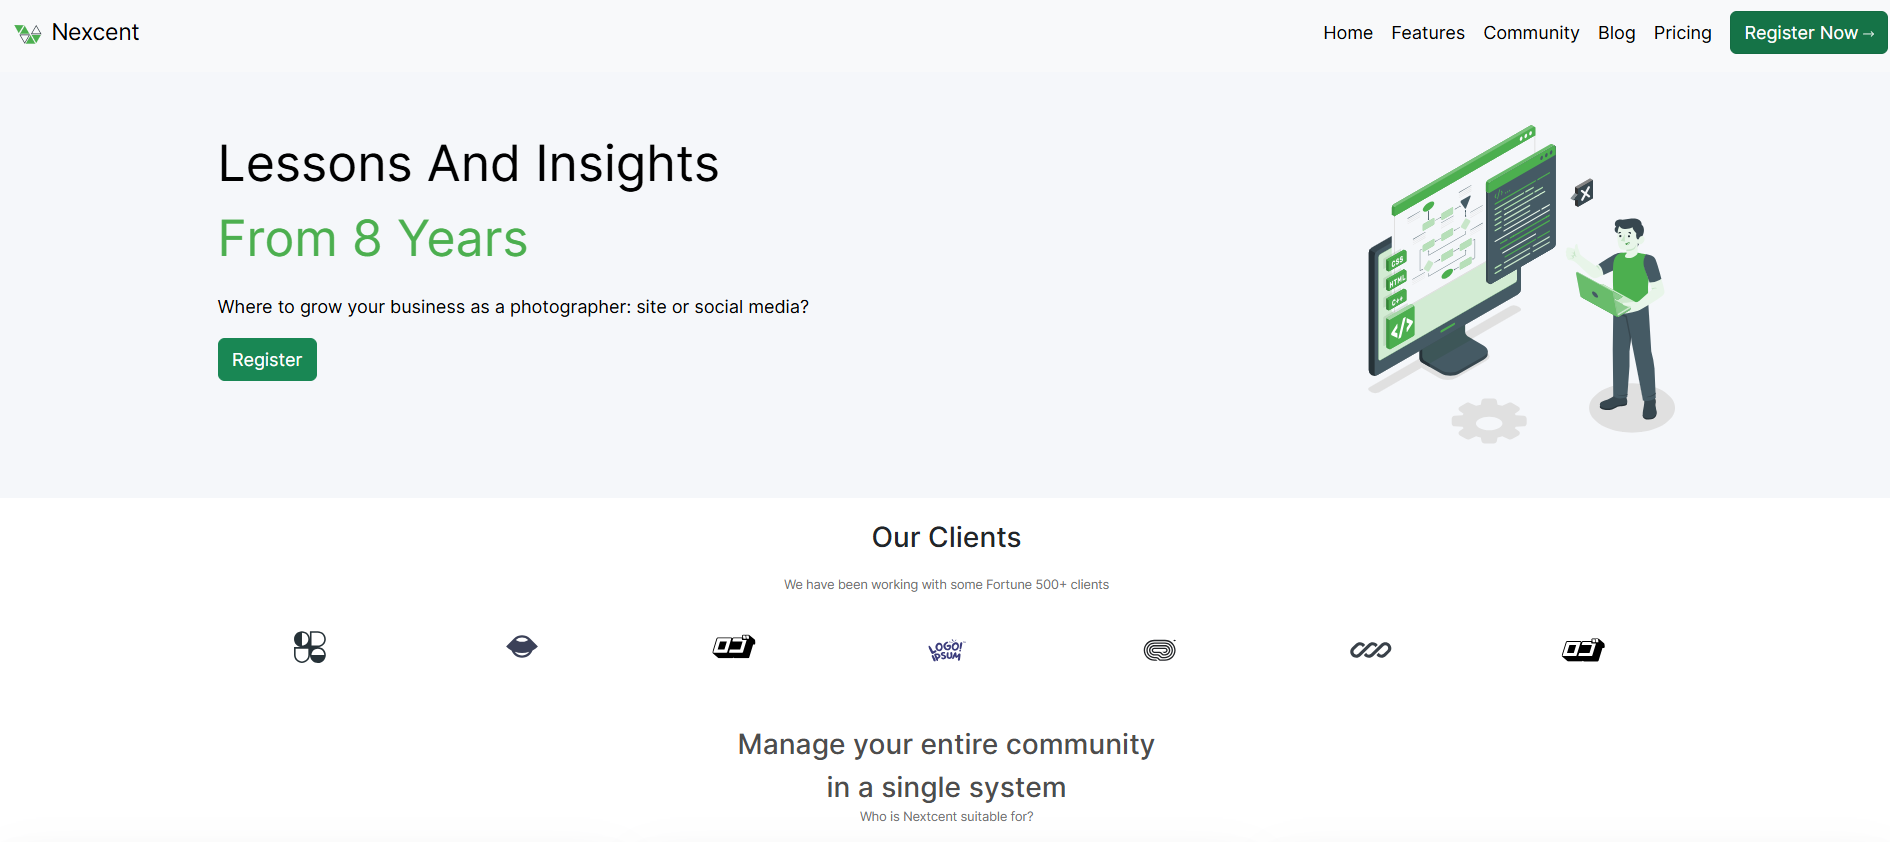 Nexcent
Home Features Community Blog Pricing Register Now →
Lessons And Insights
From 8 Years
Where to grow your business as a photographer: site or social media?
Register
CSS
HTML
C++
</>
X
Our Clients
We have been working with some Fortune 500+ clients
LOGO!
IPSUM
Manage your entire community
in a single system
Who is Nextcent suitable for?